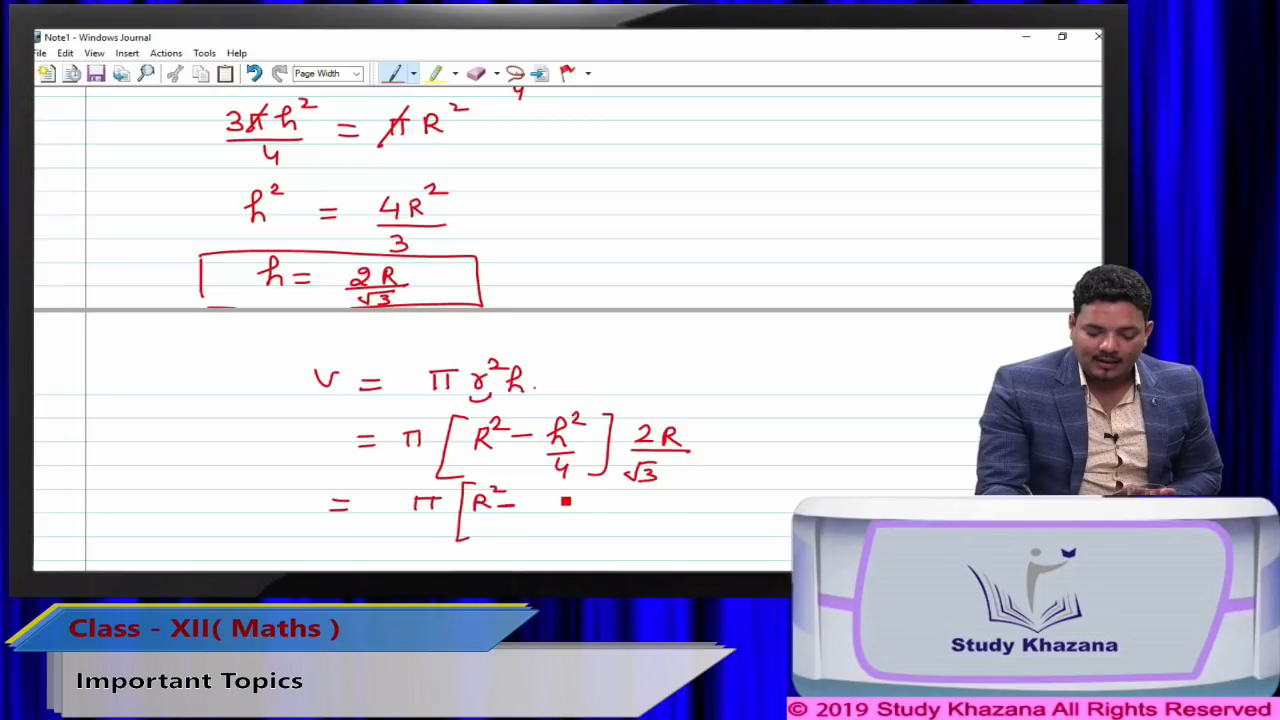 Note1 - Windows Journal
File Edit View Insert Actions Tools Help
Page Width
4
3πh²/4 = πR²
h² = 4R²/3
h = 2R/√3
V = πr²h.
= π[R² - h²/4] 2R/√3
= π[R² -
Study Khazana
Class - XII( Maths )
Important Topics
© 2019 Study Khazana All Rights Reserved